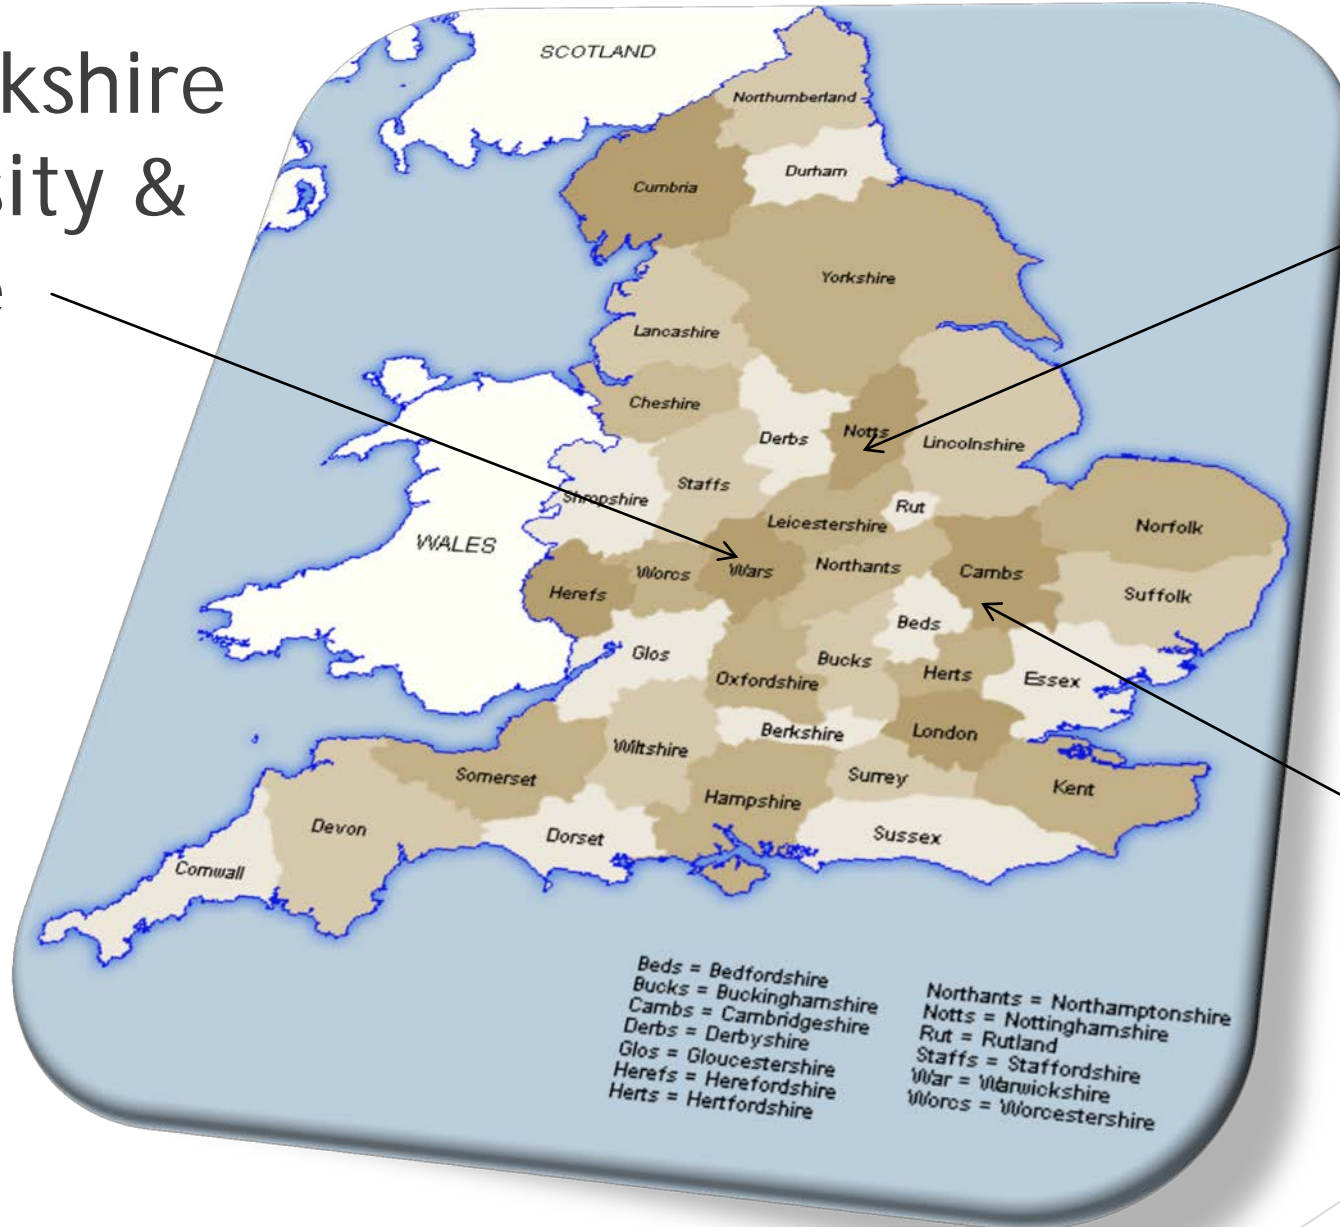 kshire
sity &
e
SCOTLAND
Northumberland
Durham
Cumbria
Yorkshire
Lancashire
Cheshire
Derbs
Notts
Lincolnshire
Shropshire
Staffs
Leicestershire
Rut
Norfolk
WALES
Herefs
Worcs
Wars
Northants
Cambs
Suffolk
Beds
Glos
Oxfordshire
Bucks
Herts
Essex
Wiltshire
Berkshire
London
Somerset
Hampshire
Surrey
Kent
Devon
Dorset
Sussex
Cornwall
Beds = Bedfordshire
Bucks = Buckinghamshire
Cambs = Cambridgeshire
Derbs = Derbyshire
Glos = Gloucestershire
Herefs = Herefordshire
Herts = Hertfordshire
Northants = Northamptonshire
Notts = Nottinghamshire
Rut = Rutland
Staffs = Staffordshire
War = Warwickshire
Worcs = Worcestershire